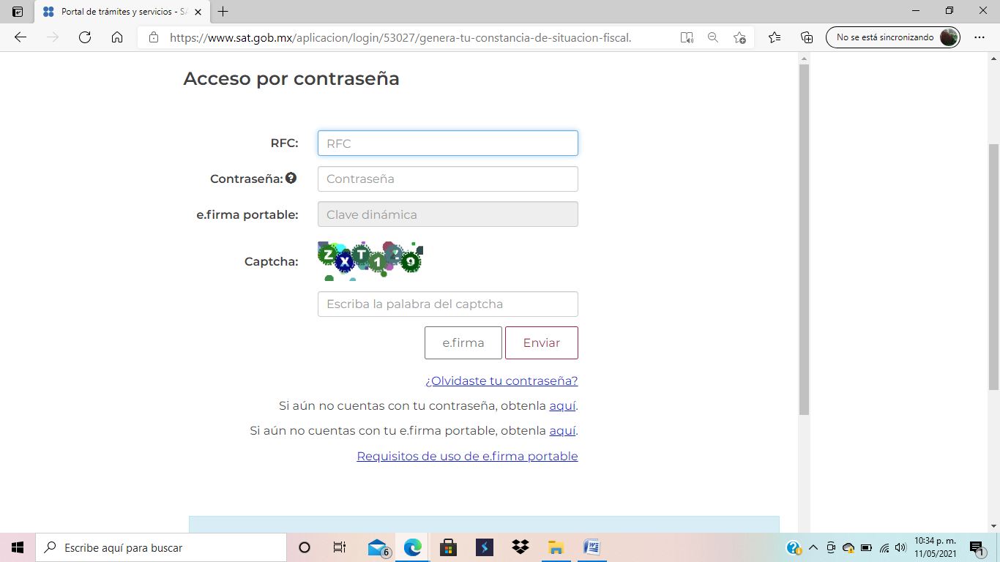 Portal de trámites y servicios - SA
https://www.sat.gob.mx/aplicacion/login/53027/genera-tu-constancia-de-situacion-fiscal.
No se está sincronizando
Acceso por contraseña
RFC:
RFC
Contraseña:
Contraseña
e.firma portable:
Clave dinámica
Captcha:
Escriba la palabra del captcha
e.firma
Enviar
¿Olvidaste tu contraseña?
Si aún no cuentas con tu contraseña, obtenla aquí.
Si aún no cuentas con tu e.firma portable, obtenla aquí.
Requisitos de uso de e.firma portable
Escribe aquí para buscar
6
10:34 p. m.
11/05/2021
1